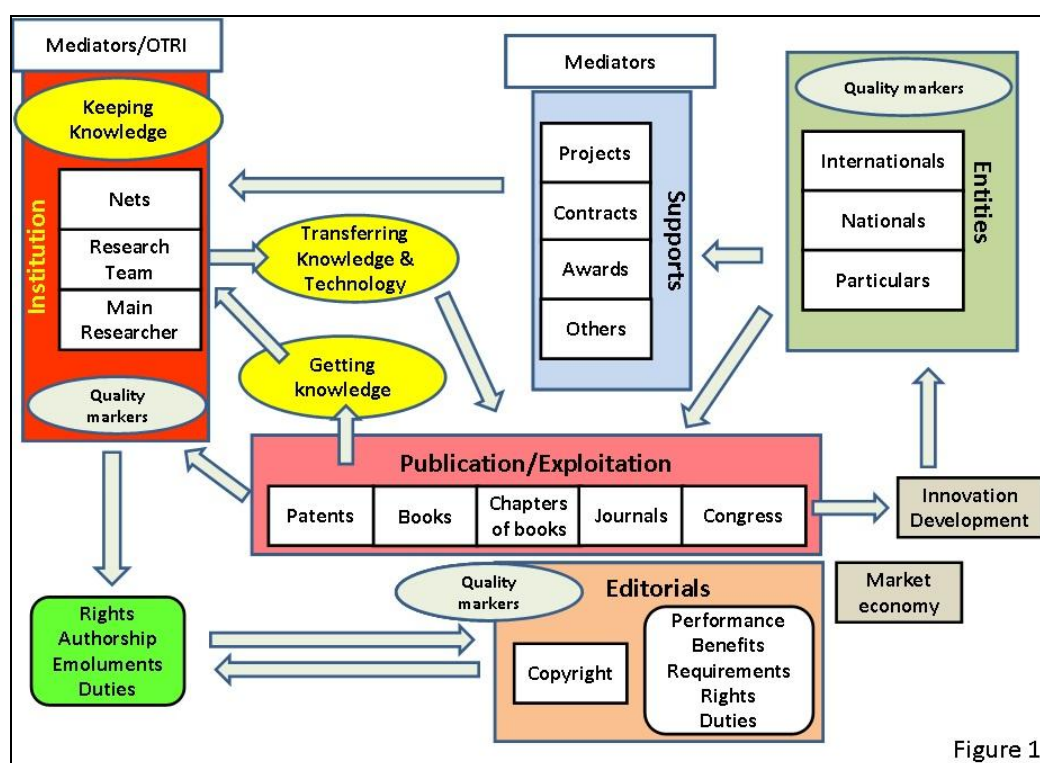 Mediators/OTRI
Keeping
Knowledge
Institution
Nets
Research
Team
Main
Researcher
Quality
markers
Transferring
Knowledge &
Technology
Getting
knowledge
Mediators
Projects
Contracts
Awards
Others
Supports
Quality markers
Internationals
Nationals
Particulars
Entities
Publication/Exploitation
Patents
Books
Chapters
of books
Journals
Congress
Innovation
Development
Market
economy
Rights
Authorship
Emoluments
Duties
Quality
markers
Editorials
Copyright
Performance
Benefits
Requirements
Rights
Duties
Figure 1